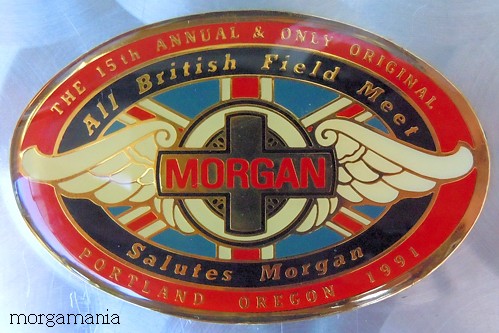 THE 15th ANNUAL & ONLY ORIGINAL
All British Field Meet
MORGAN
Salutes Morgan
PORTLAND OREGON 1991
morgamania